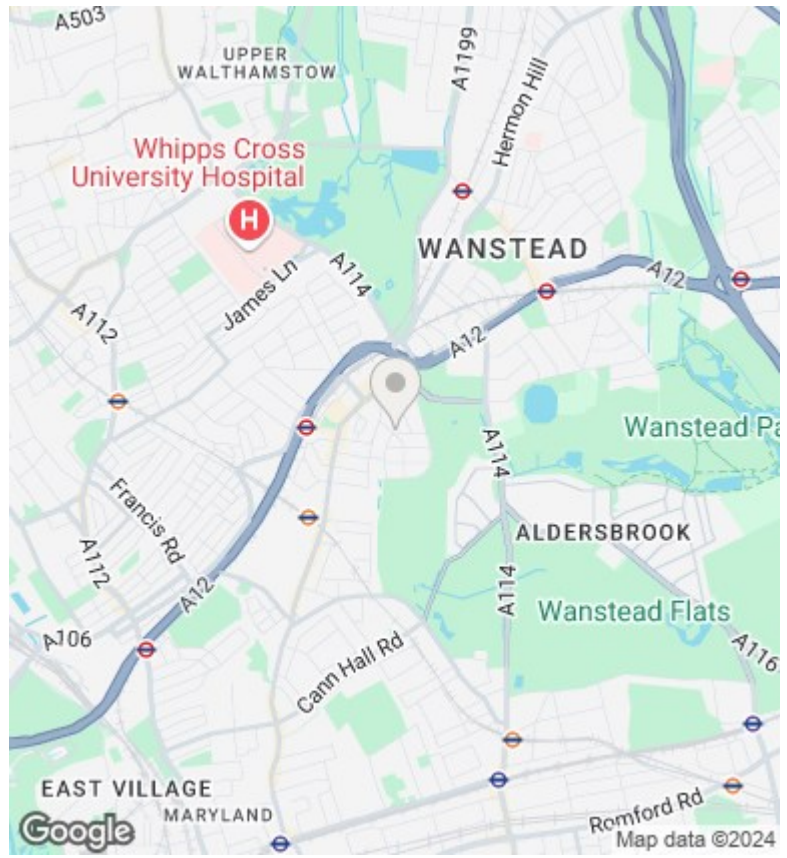 A503
UPPER
WALTHAMSTOW
A1199
Hermon Hill
Whipps Cross
University Hospital
H
WANSTEAD
A114
James Ln
A12
A112
A12
Wanstead Pa
A114
Francis Rd
ALDERSBROOK
A112
A12
A114
Wanstead Flats
A106
Cann Hall Rd
A116
EAST VILLAGE
MARYLAND
Romford Rd
Google
Map data ©2024